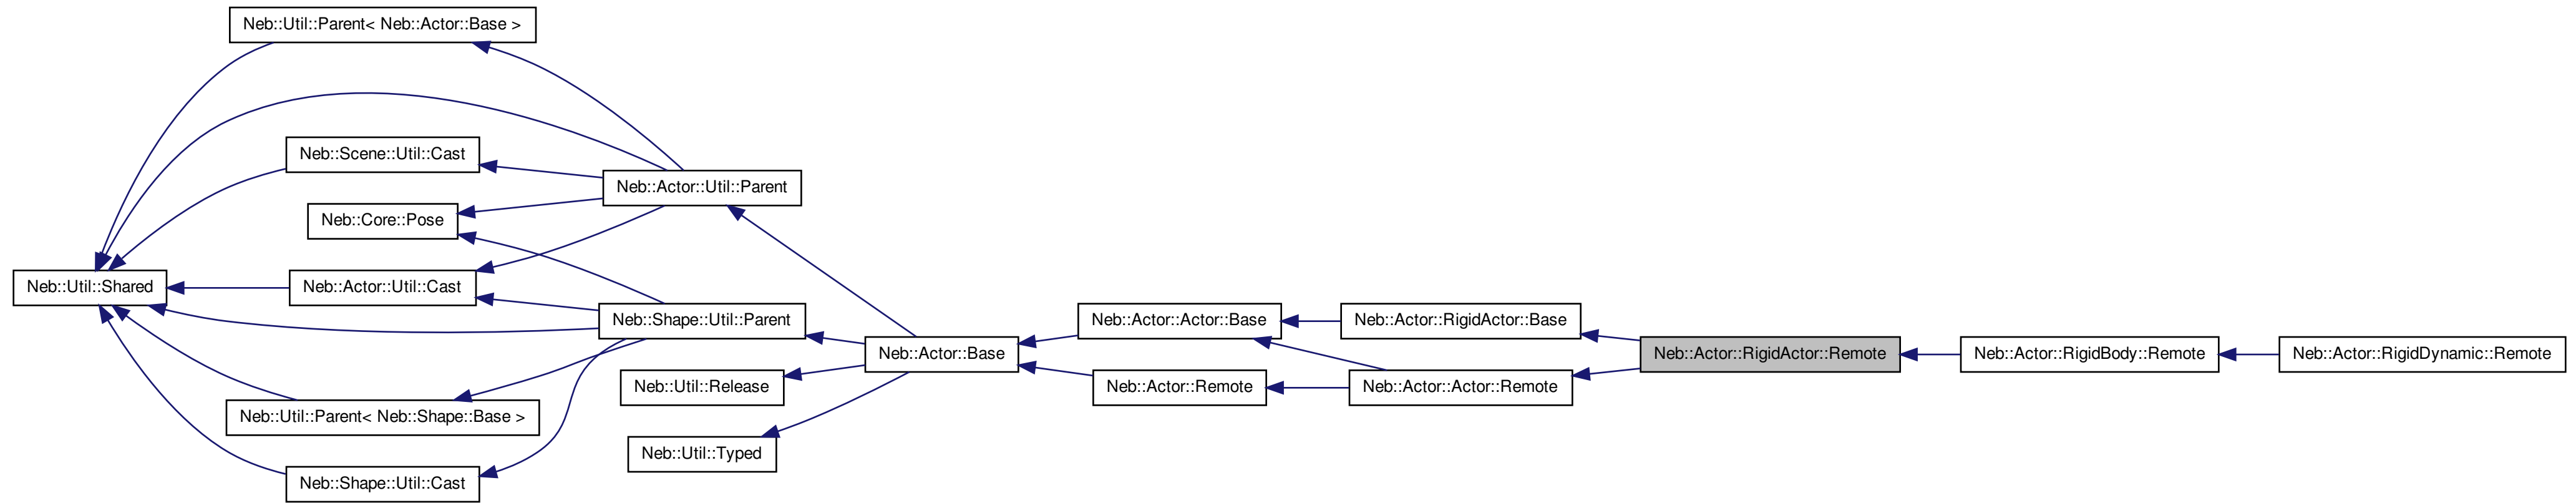 Neb::Util::Parent< Neb::Actor::Base >
Neb::Scene::Util::Cast
Neb::Actor::Util::Parent
Neb::Core::Pose
Neb::Util::Shared
Neb::Actor::Util::Cast
Neb::Shape::Util::Parent
Neb::Actor::Actor::Base
Neb::Actor::RigidActor::Base
Neb::Actor::Base
Neb::Actor::RigidActor::Remote
Neb::Actor::RigidBody::Remote
Neb::Actor::RigidDynamic::Remote
Neb::Util::Release
Neb::Actor::Remote
Neb::Actor::Actor::Remote
Neb::Util::Parent< Neb::Shape::Base >
Neb::Util::Typed
Neb::Shape::Util::Cast